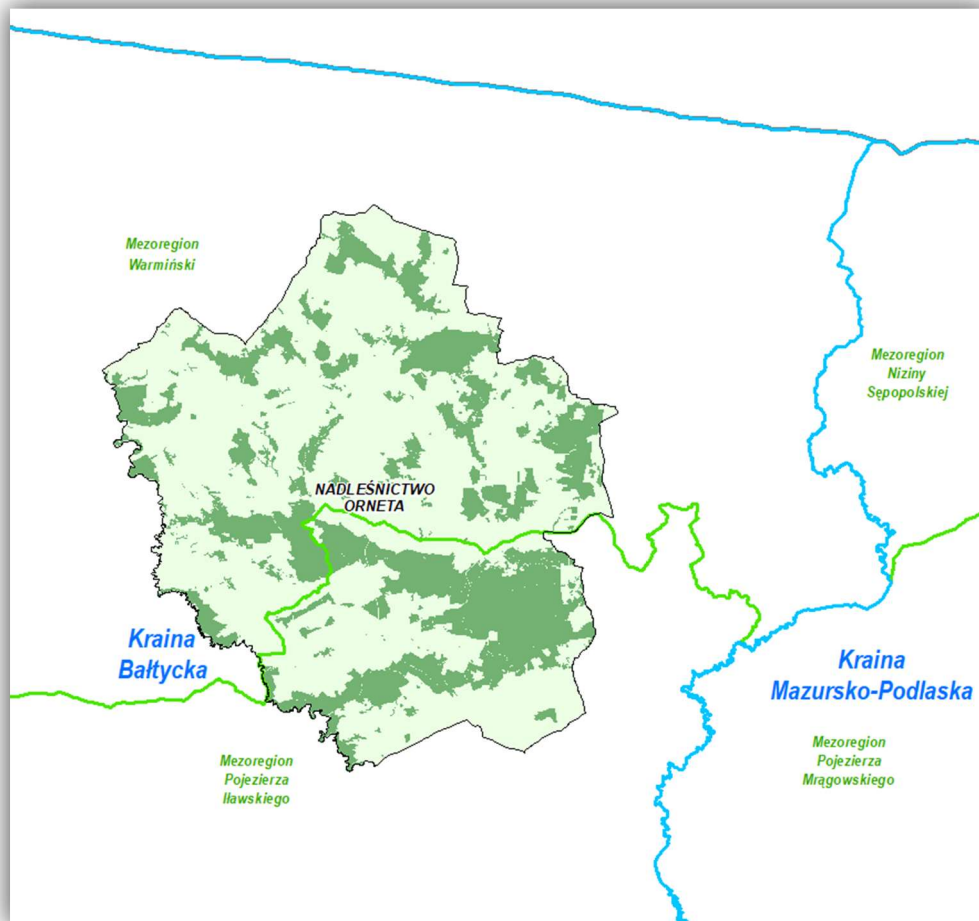 Mezoregion
Warmiński
Mezoregion
Niziny
Sępopolskiej
NADLEŚNICTWO
ORNETA
Kraina
Bałtycka
Kraina
Mazursko-Podlaska
Mezoregion
Pojezierza
Mrągowskiego
Mezoregion
Pojezierza
Iławskiego